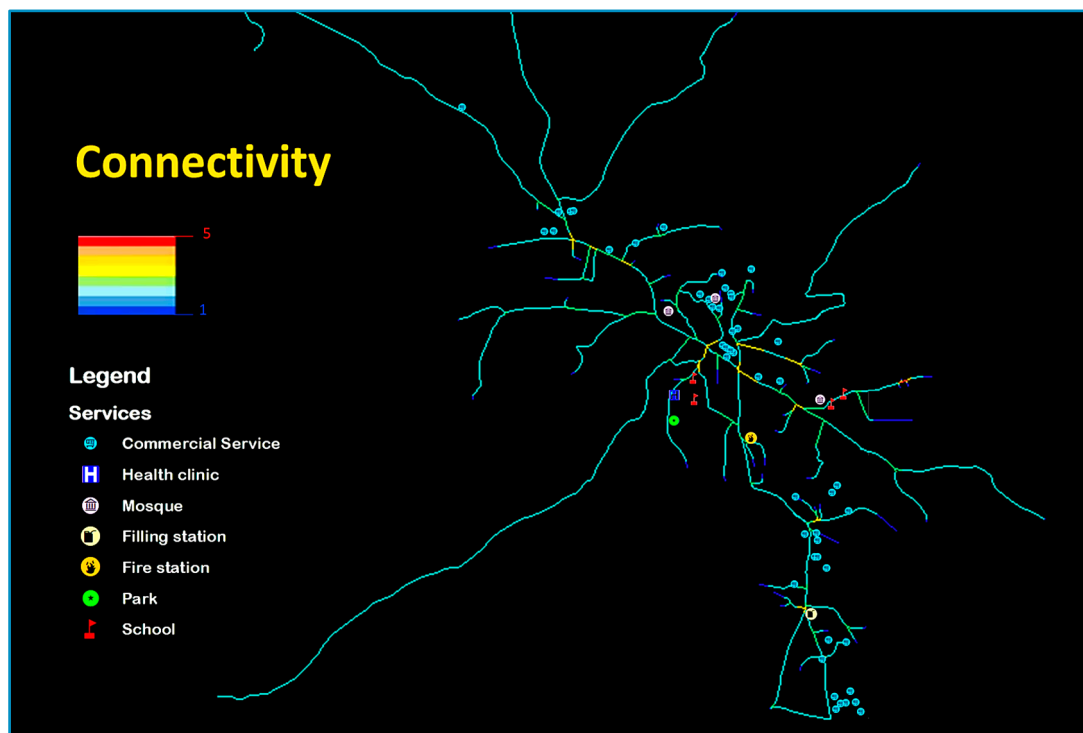 Connectivity
5
1
Legend
Services
Commercial Service
H Health clinic
Mosque
Filling station
Fire station
Park
School
H